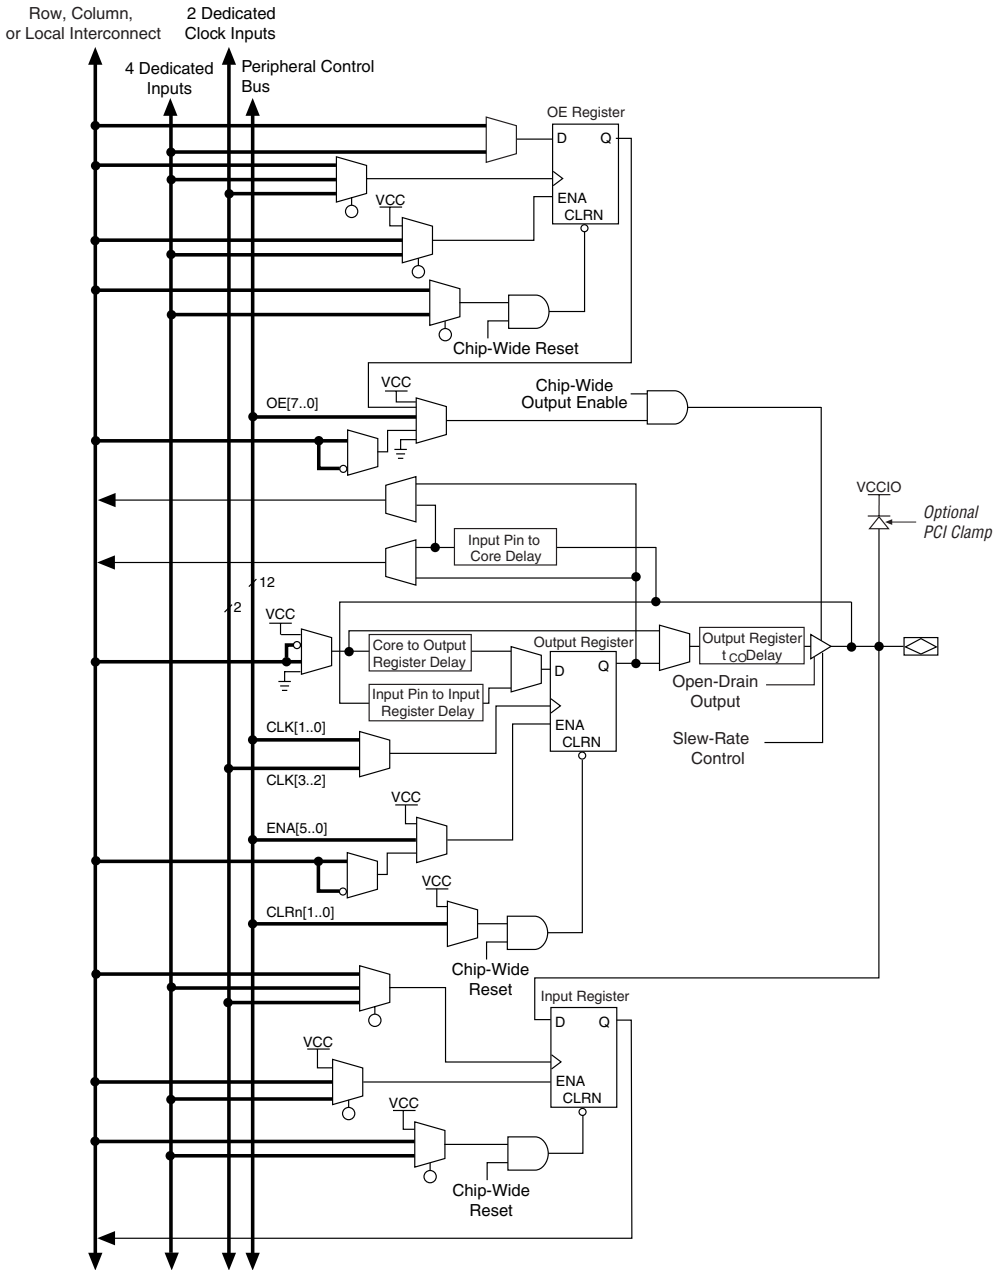 Row, Column,
or Local Interconnect
2 Dedicated
Clock Inputs
4 Dedicated
Inputs
Peripheral Control
Bus
OE Register
D
Q
ENA
CLRN
VCC
Chip-Wide Reset
VCC
Chip-Wide
Output Enable
OE[7..0]
VCCIO
Optional
PCI Clamp
Input Pin to
Core Delay
12
2
VCC
Core to Output
Register Delay
Output Register
D
Q
ENA
CLRN
Output Register
tCO Delay
Input Pin to Input
Register Delay
Open-Drain
Output
CLK[1..0]
Slew-Rate
Control
CLK[3..2]
VCC
ENA[5..0]
VCC
CLRn[1..0]
Chip-Wide
Reset
Input Register
D
Q
ENA
CLRN
VCC
VCC
Chip-Wide
Reset